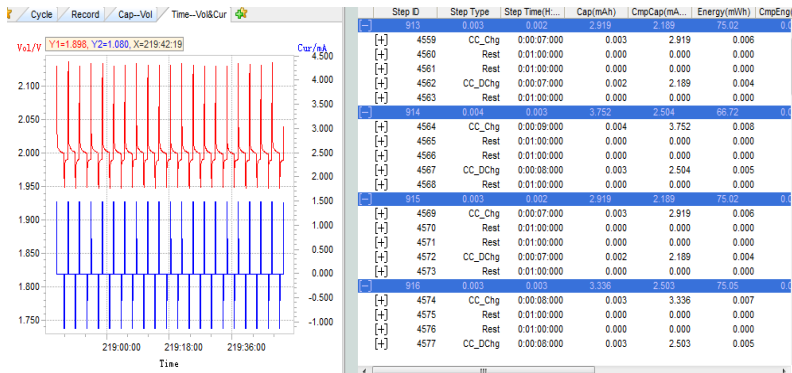 Cycle Record Cap--Vol Time--Vol&Cur
Vol/V Y1=1.898, Y2=1.080, X=219:42:19 Cur/mA
4.500
4.000
2.100
3.500
2.050
3.000
2.000
2.500
2.000
1.950
1.500
1.900
1.000
0.500
1.850
0.000
1.800
-0.500
1.750
-1.000
219:00:00 219:18:00 219:36:00
Time
Step ID Step Type Step Time(H:... Cap(mAh) CmpCap(mA... Energy(mWh) CmpEngi
[-] 913 0.003 0.002 2.919 2.189 75.02 0.0
[+] 4559 CC_Chg 0:00:07:000 0.003 2.919 0.006
[+] 4560 Rest 0:01:00:000 0.000 0.000 0.000
[+] 4561 Rest 0:01:00:000 0.000 0.000 0.000
[+] 4562 CC_DChg 0:00:07:000 0.002 2.189 0.004
[+] 4563 Rest 0:01:00:000 0.000 0.000 0.000
[-] 914 0.004 0.003 3.752 2.504 66.72 0.0
[+] 4564 CC_Chg 0:00:09:000 0.004 3.752 0.008
[+] 4565 Rest 0:01:00:000 0.000 0.000 0.000
[+] 4566 Rest 0:01:00:000 0.000 0.000 0.000
[+] 4567 CC_DChg 0:00:08:000 0.003 2.504 0.005
[+] 4568 Rest 0:01:00:000 0.000 0.000 0.000
[-] 915 0.003 0.002 2.919 2.189 75.02 0.0
[+] 4569 CC_Chg 0:00:07:000 0.003 2.919 0.006
[+] 4570 Rest 0:01:00:000 0.000 0.000 0.000
[+] 4571 Rest 0:01:00:000 0.000 0.000 0.000
[+] 4572 CC_DChg 0:00:07:000 0.002 2.189 0.004
[+] 4573 Rest 0:01:00:000 0.000 0.000 0.000
[-] 916 0.003 0.003 3.336 2.503 75.05 0.0
[+] 4574 CC_Chg 0:00:08:000 0.003 3.336 0.007
[+] 4575 Rest 0:01:00:000 0.000 0.000 0.000
[+] 4576 Rest 0:01:00:000 0.000 0.000 0.000
[+] 4577 CC_DChg 0:00:08:000 0.003 2.503 0.005